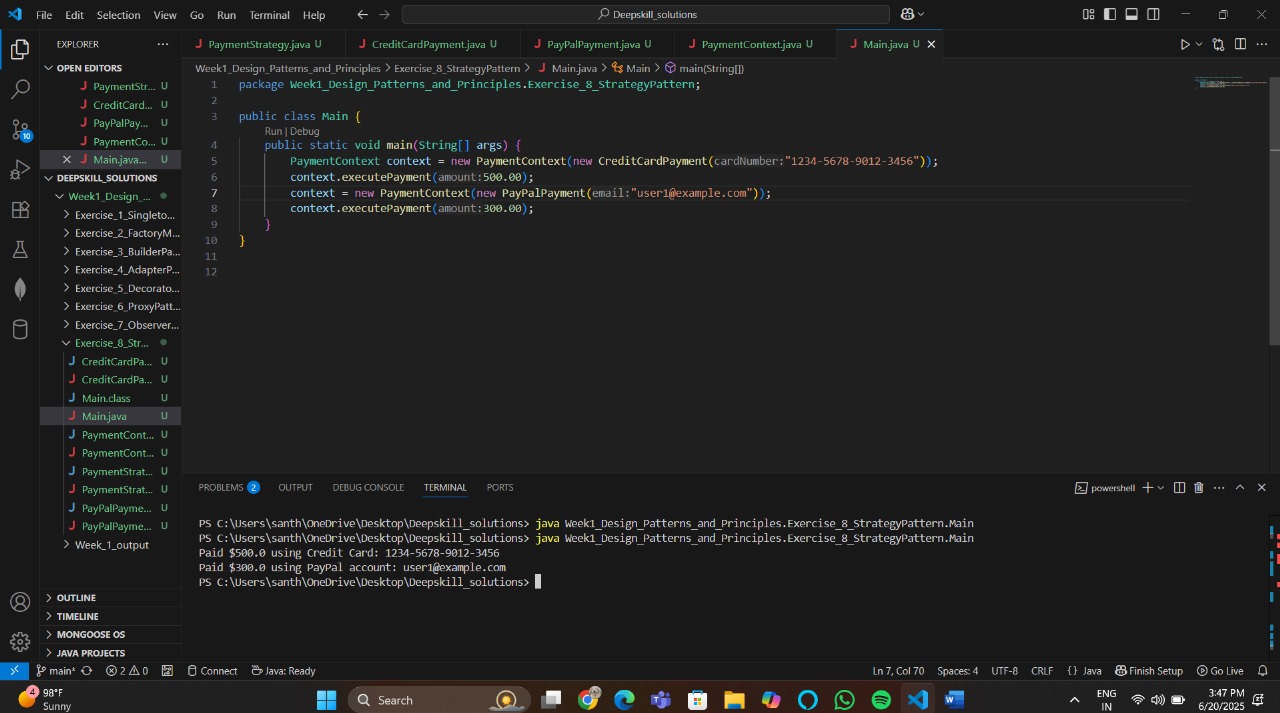 File Edit Selection View Go Run Terminal Help
Deepskill_solutions
EXPLORER
PaymentStrategy.java U
CreditCardPayment.java U
PayPalPayment.java U
PaymentContext.java U
Main.java U
OPEN EDITORS
PaymentStr... U
CreditCard... U
PayPalPay... U
PaymentCo... U
Main.java... U
DEEPSKILL_SOLUTIONS
Week1_Design_...
Exercise_1_Singleto...
Exercise_2_FactoryM...
Exercise_3_BuilderPa...
Exercise_4_AdapterP...
Exercise_5_Decorato...
Exercise_6_ProxyPatt...
Exercise_7_Observer...
Exercise_8_Str...
CreditCardPa... U
CreditCardPa... U
Main.class U
Main.java U
PaymentCont... U
PaymentCont... U
PaymentStrat... U
PaymentStrat... U
PayPalPayme... U
PayPalPayme... U
Week_1_output
OUTLINE
TIMELINE
MONGOOSE OS
JAVA PROJECTS
10
Week1_Design_Patterns_and_Principles > Exercise_8_StrategyPattern > Main.java > Main > main(String[])
1 package Week1_Design_Patterns_and_Principles.Exercise_8_StrategyPattern;
2
3 public class Main {
Run | Debug
4 public static void main(String[] args) {
5 PaymentContext context = new PaymentContext(new CreditCardPayment(cardNumber:"1234-5678-9012-3456"));
6 context.executePayment(amount:500.00);
7 context = new PaymentContext(new PayPalPayment(email:"user1@example.com"));
8 context.executePayment(amount:300.00);
9 }
10 }
11
12
PROBLEMS 2 OUTPUT DEBUG CONSOLE TERMINAL PORTS
powershell
PS C:\Users\santh\OneDrive\Desktop\Deepskill_solutions> java Week1_Design_Patterns_and_Principles.Exercise_8_StrategyPattern.Main
PS C:\Users\santh\OneDrive\Desktop\Deepskill_solutions> java Week1_Design_Patterns_and_Principles.Exercise_8_StrategyPattern.Main
Paid $500.0 using Credit Card: 1234-5678-9012-3456
Paid $300.0 using PayPal account: user1@example.com
PS C:\Users\santh\OneDrive\Desktop\Deepskill_solutions>
main* 2 0 Connect Java: Ready Ln 7, Col 70 Spaces: 4 UTF-8 CRLF {} Java Finish Setup Go Live
4
98°F
Sunny
Search
ENG
IN
3:47 PM
6/20/2025